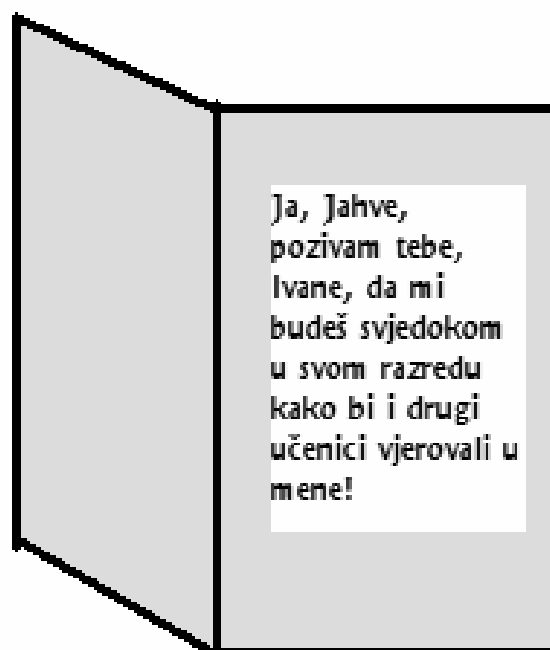 Ja, Jahve,
pozivam tebe,
Ivane, da mi
budeš svjedokom
u svom razredu
kako bi i drugi
učenici vjerovali u
mene!